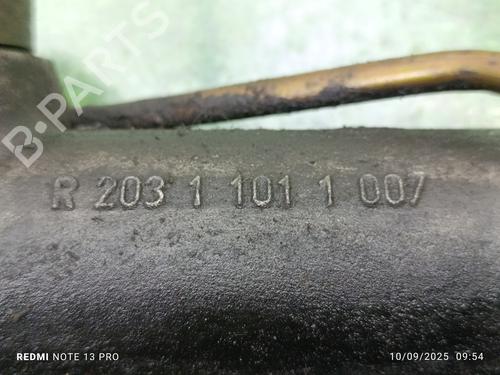 B-PARTS
R 203 1 101 1 007
REDMI NOTE 13 PRO
10/09/2025 09:54